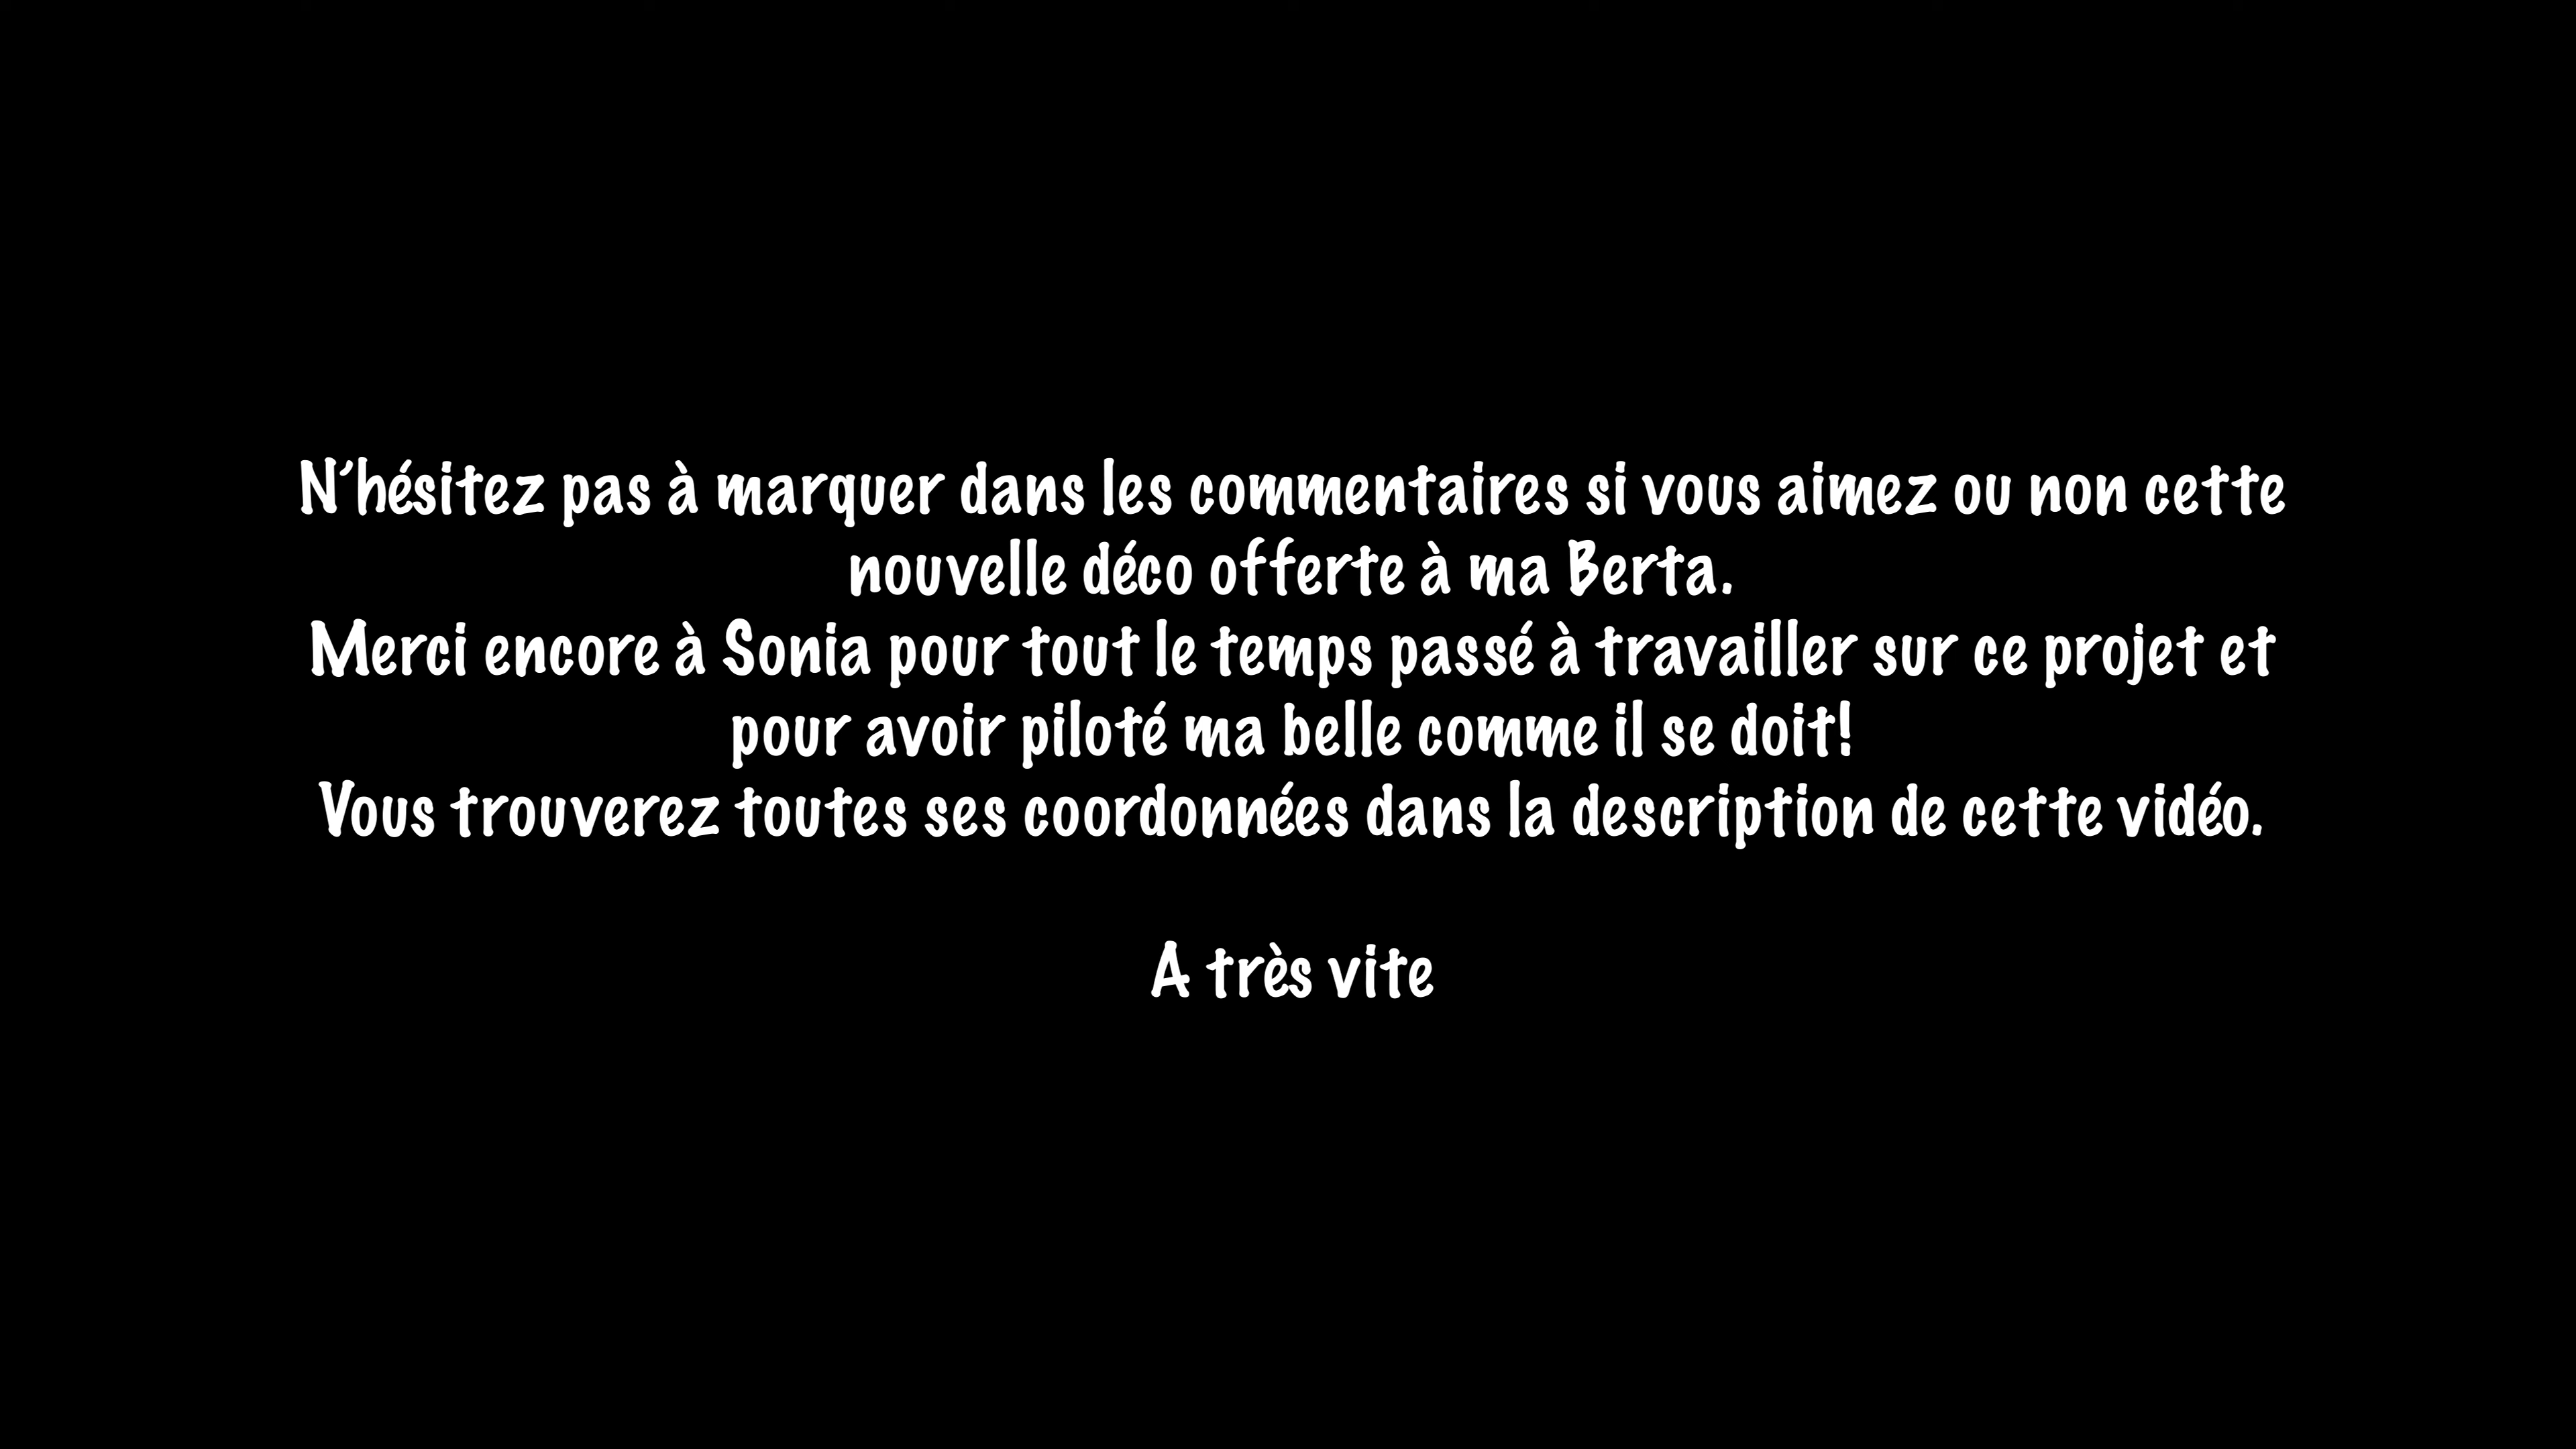 N'hésitez pas à marquer dans les commentaires si vous aimez ou non cette
nouvelle déco offerte à ma Berta.
Merci encore à Sonia pour tout le temps passé à travailler sur ce projet et
pour avoir piloté ma belle comme il se doit!
Vous trouverez toutes ses coordonnées dans la description de cette vidéo.
A très vite